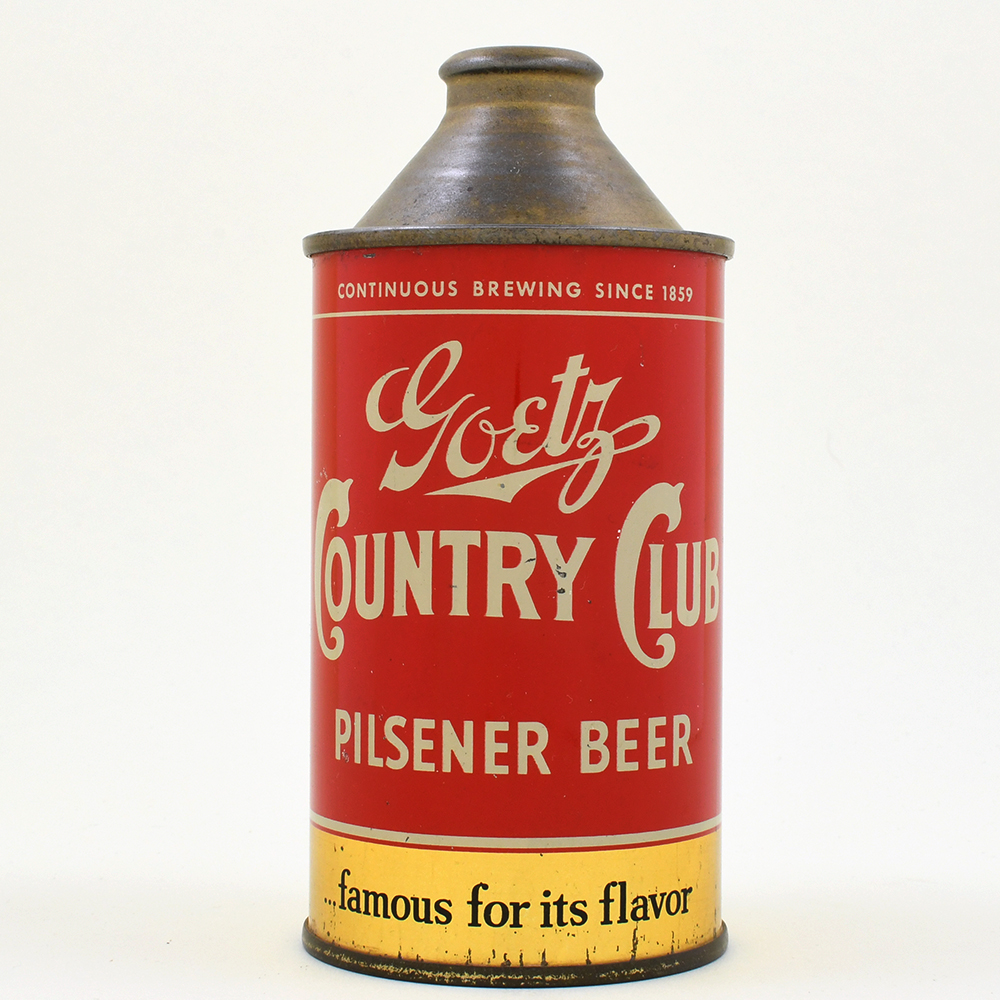 CONTINUOUS BREWING SINCE 1859
Goetz
COUNTRY CLUB
PILSENER BEER
...famous for its flavor